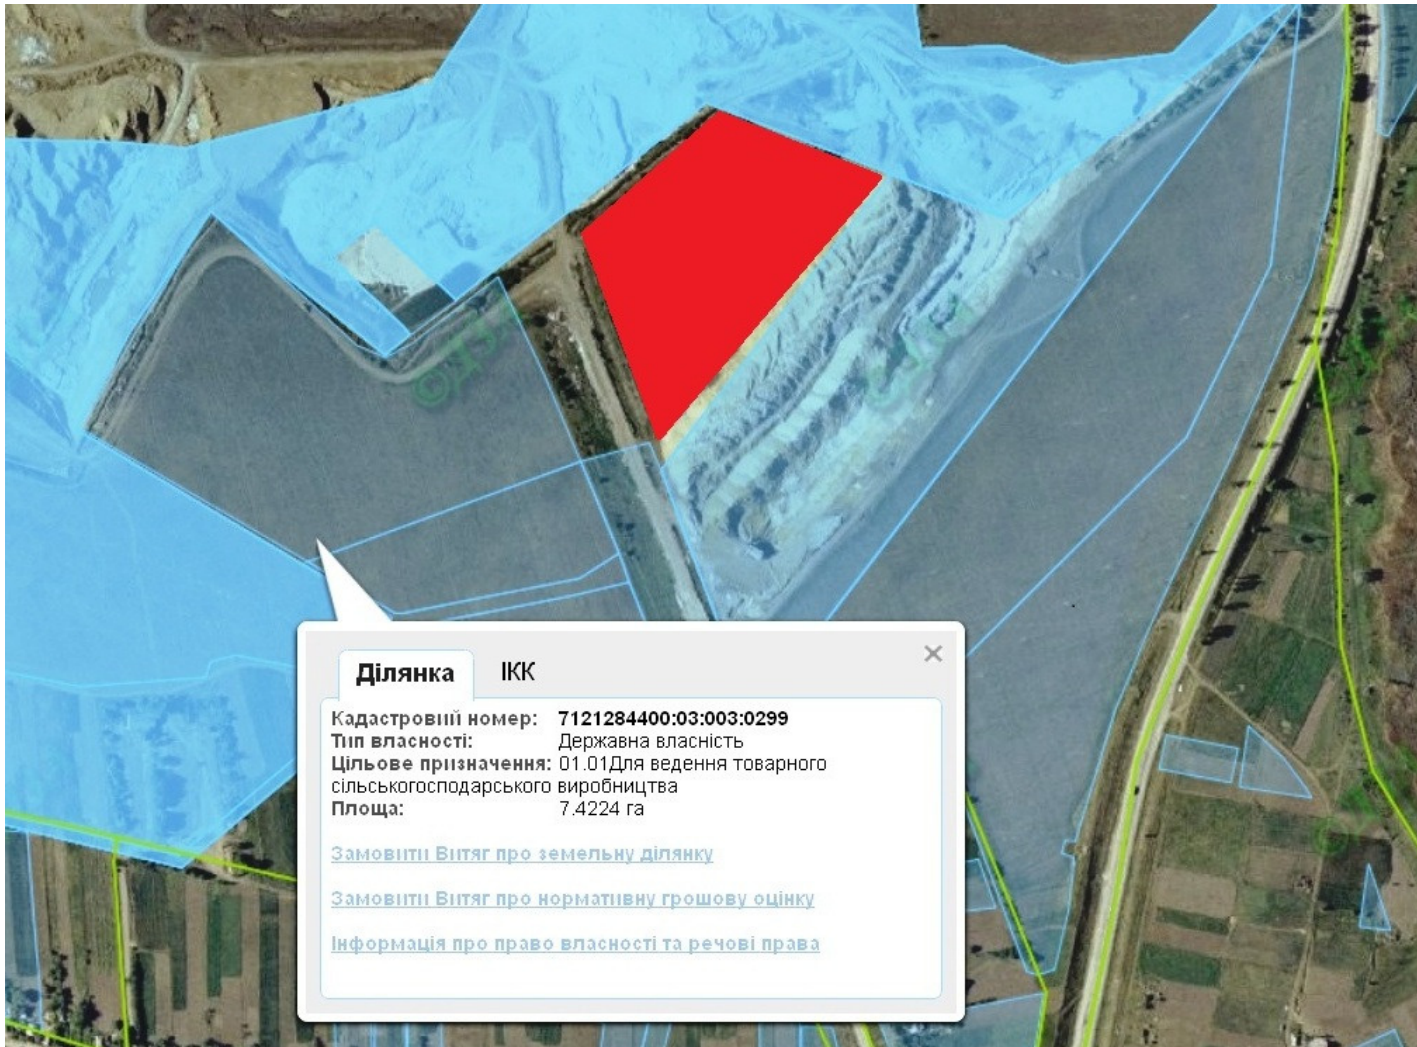 Ділянка
ІКК
×
Кадастровий номер: 7121284400:03:003:0299
Тип власності: Державна власність
Цільове призначення: 01.01Для ведення товарного
сільськогосподарського виробництва
Площа: 7.4224 га
Замовити Витяг про земельну ділянку
Замовити Витяг про нормативну грошову оцінку
Інформація про право власності та речові права